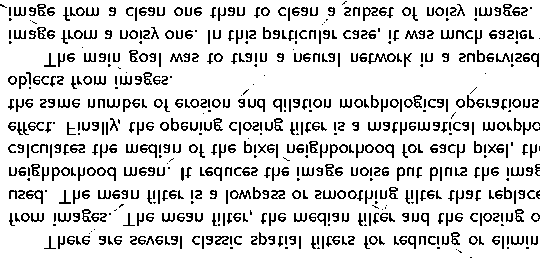 There are several classic spatial filters for reducing or elimin
from images. The mean filter, the median filter and the closing o
used. The mean filter is a lowpass or smoothing filter that replace
neighborhood mean. It reduces the image noise but blurs the imag
calculates the median of the pixel neighborhood for each pixel, the
effect. Finally, the opening closing filter is a mathematical morpho
the same number of erosion and dilation morphological operations
objects from images.
The main goal was to train a neural network in a supervised
image from a noisy one. In this particular case, it was much easier
image from a clean one than to clean a subset of noisy images.